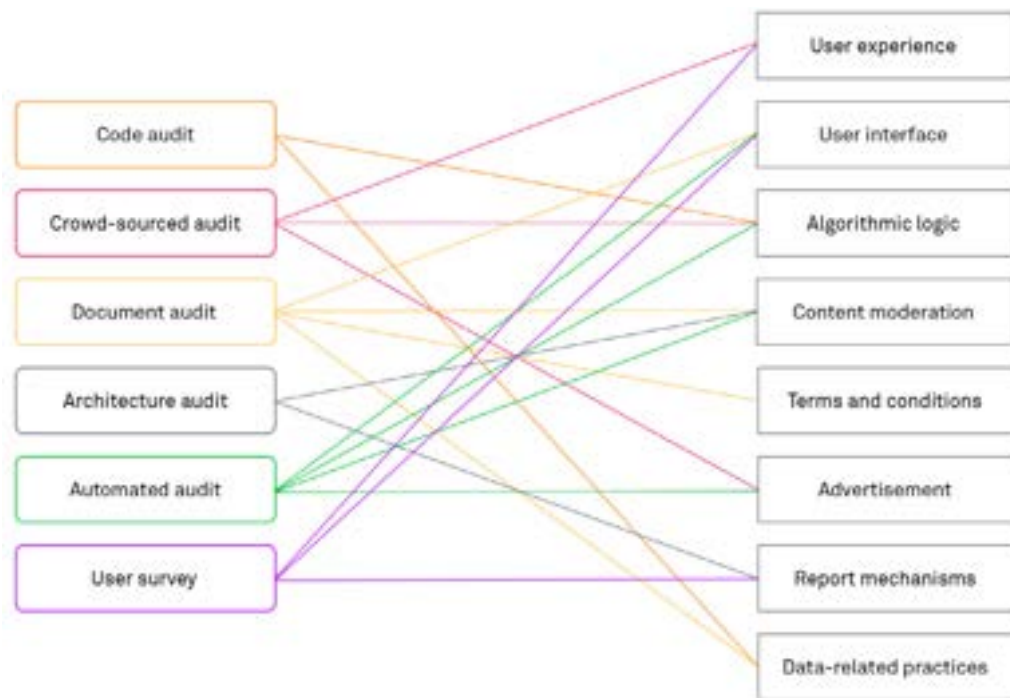 Code audit
Crowd-sourced audit
Document audit
Architecture audit
Automated audit
User survey
User experience
User interface
Algorithmic logic
Content moderation
Terms and conditions
Advertisement
Report mechanisms
Data-related practices